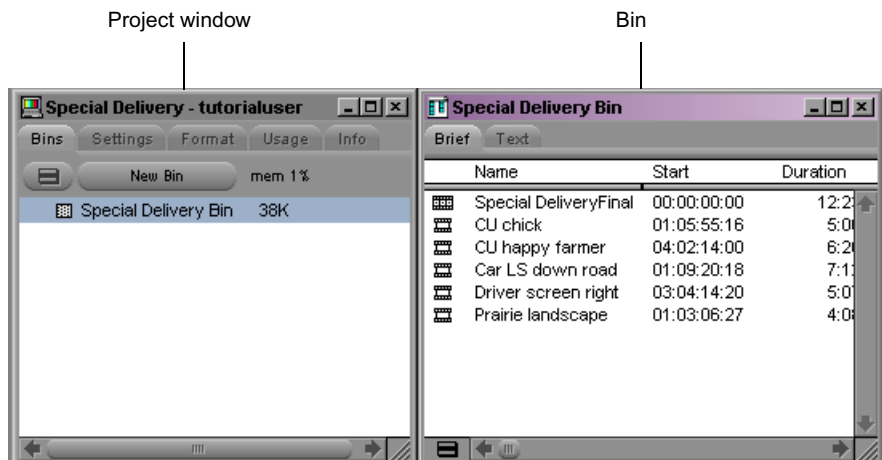 Project window
Bin
Special Delivery - tutorialuser
Bins Settings Format Usage Info
New Bin mem 1%
Special Delivery Bin 38K
Special Delivery Bin
Brief Text
Name Start Duration
Special DeliveryFinal 00:00:00:00
CU chick 01:05:55:16
CU happy farmer 04:02:14:00
Car LS down road 01:09:20:18
Driver screen right 03:04:14:20
Prairie landscape 01:03:06:27